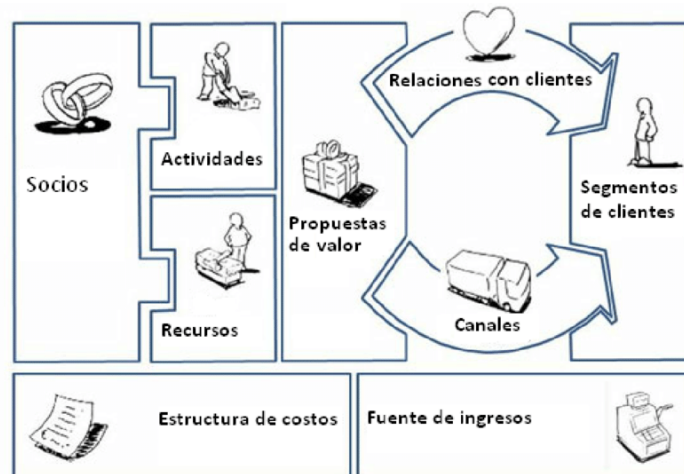 Socios
Actividades
Recursos
Propuestas
de valor
Relaciones con clientes
Canales
Segmentos
de clientes
Estructura de costos
Fuente de ingresos